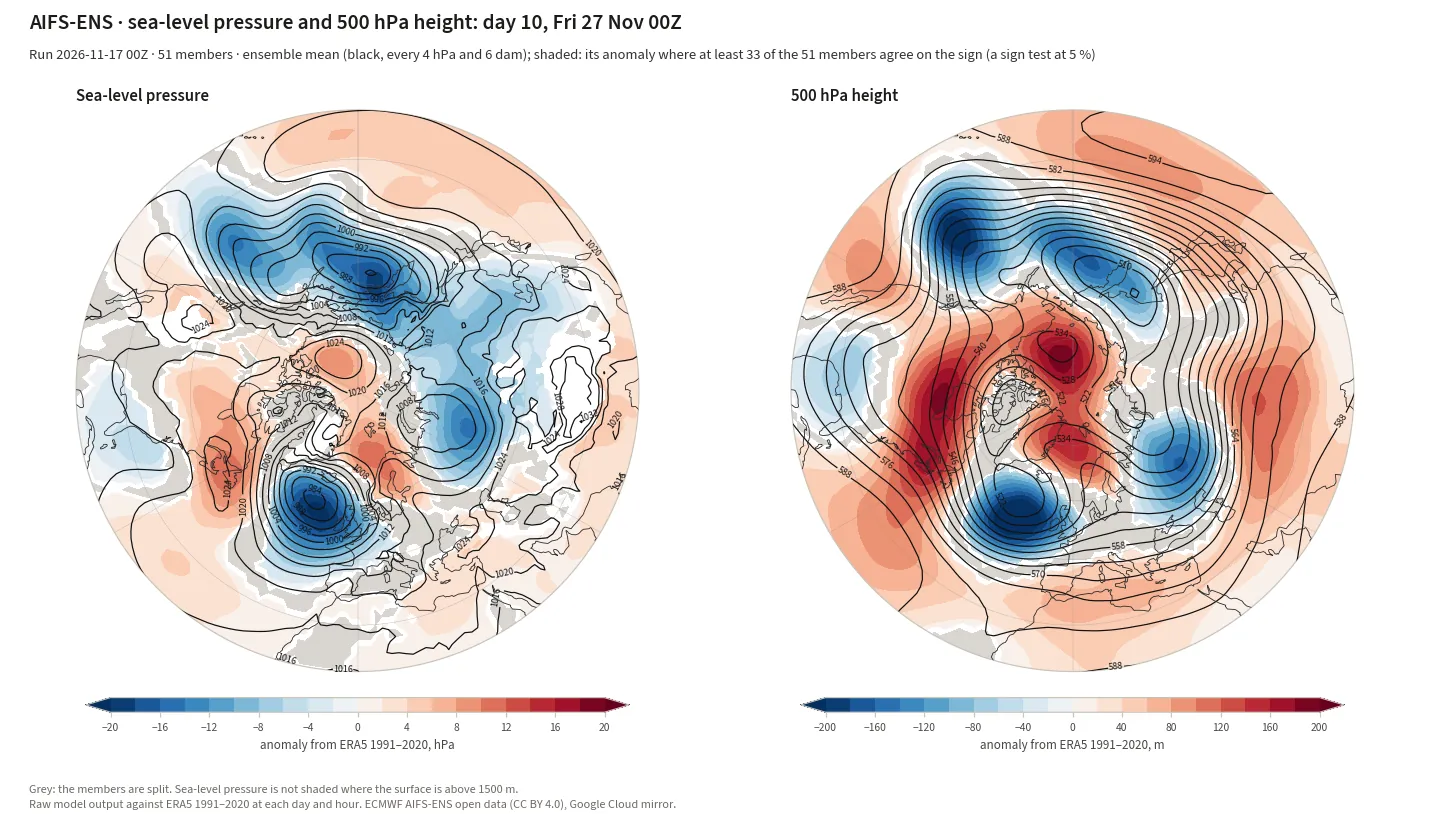 AIFS-ENS · sea-level pressure and 500 hPa height: day 10, Fri 27 Nov 00Z
Run 2026-11-17 00Z · 51 members · ensemble mean (black, every 4 hPa and 6 dam); shaded: its anomaly where at least 33 of the 51 members agree on the sign (a sign test at 5 %)
Sea-level pressure
500 hPa height
−20 −16 −12 −8 −4 0 4 8 12 16 20
anomaly from ERA5 1991–2020, hPa
−200 −160 −120 −80 −40 0 40 80 120 160 200
anomaly from ERA5 1991–2020, m
Grey: the members are split. Sea-level pressure is not shaded where the surface is above 1500 m.
Raw model output against ERA5 1991–2020 at each day and hour. ECMWF AIFS-ENS open data (CC BY 4.0), Google Cloud mirror.